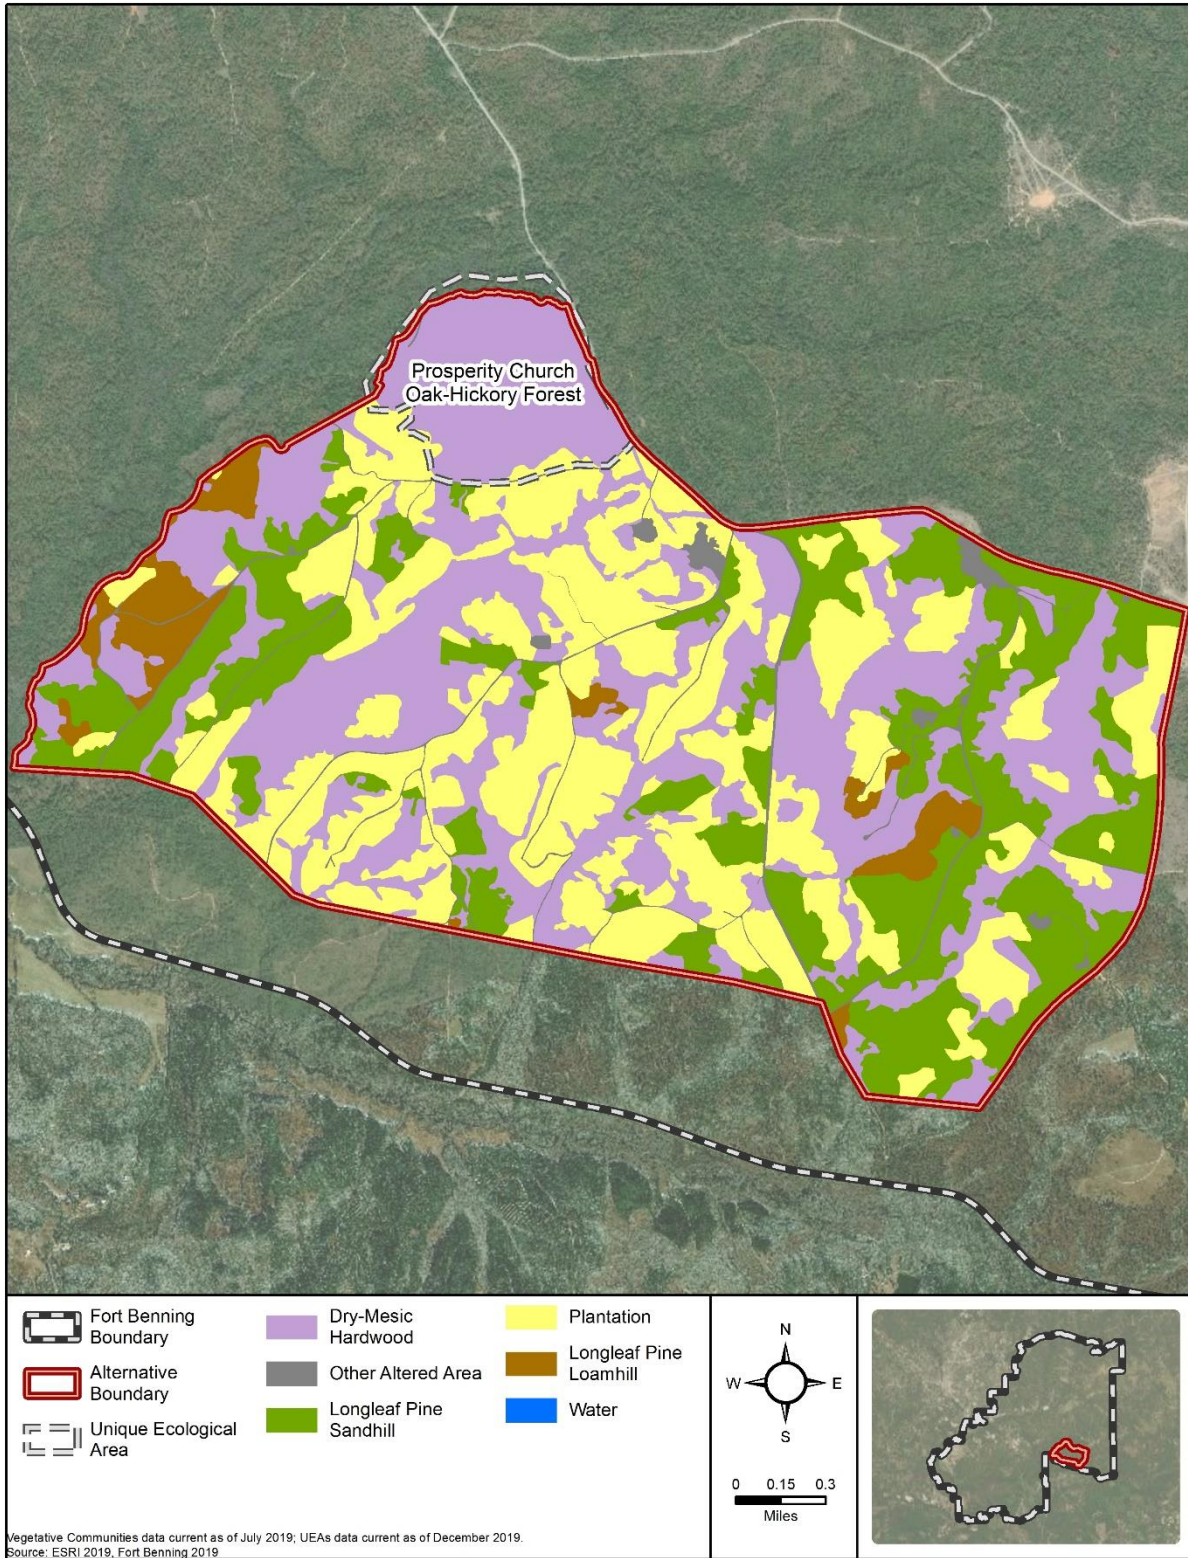 Prosperity Church
Oak-Hickory Forest
Fort Benning
Boundary
Alternative
Boundary
Unique Ecological
Area
Dry-Mesic
Hardwood
Other Altered Area
Longleaf Pine
Sandhill
Plantation
Longleaf Pine
Loamhill
Water
N
W E
S
0 0.15 0.3
Miles
Vegetative Communities data current as of July 2019; UEAs data current as of December 2019.
Source: ESRI 2019, Fort Benning 2019